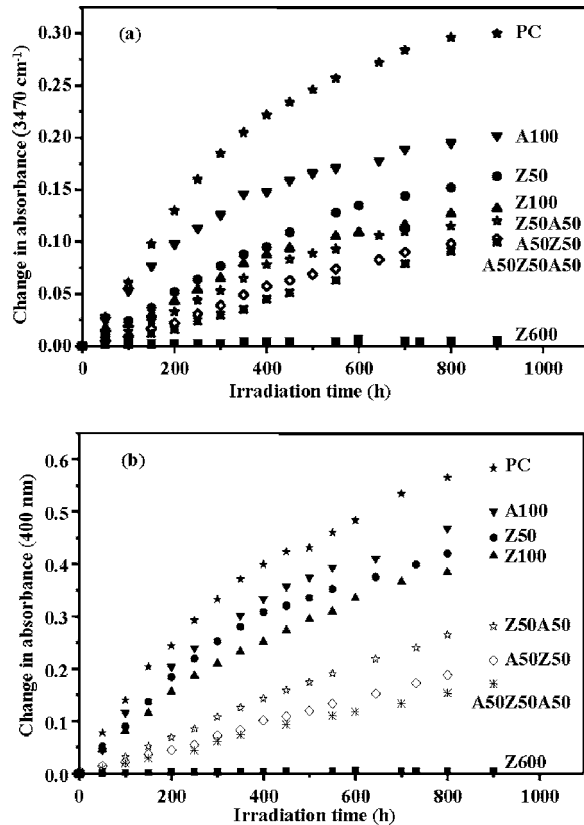 (a)
PC
A100
Z50
Z100
Z50A50
A50Z50
A50Z50A50
Z600
Change in absorbance (3470 cm⁻¹)
0.30
0.25
0.20
0.15
0.10
0.05
0.00
0 200 400 600 800 1000
Irradiation time (h)
(b)
PC
A100
Z50
Z100
Z50A50
A50Z50
A50Z50A50
Z600
Change in absorbance (400 nm)
0.6
0.5
0.4
0.3
0.2
0.1
0.0
0 200 400 600 800 1000
Irradiation time (h)